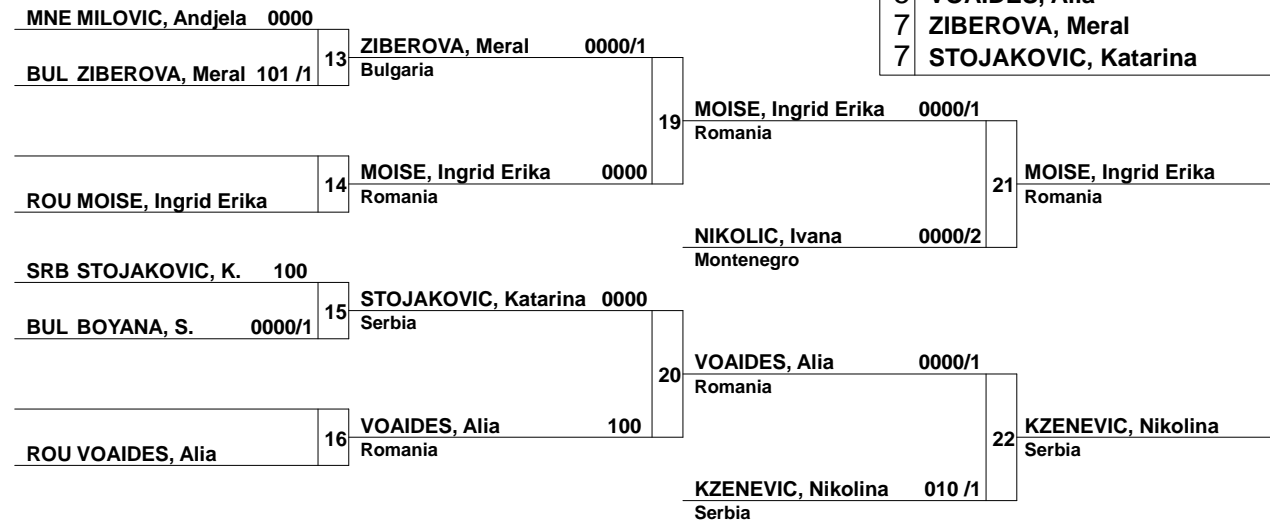 VOAIDES, Alia
7 ZIBEROVA, Meral
7 STOJAKOVIC, Katarina
MNE MILOVIC, Andjela 0000
BUL ZIBEROVA, Meral 101 /1
13
ZIBEROVA, Meral 0000/1
Bulgaria
ROU MOISE, Ingrid Erika
14
MOISE, Ingrid Erika 0000
Romania
19
MOISE, Ingrid Erika 0000/1
Romania
NIKOLIC, Ivana 0000/2
Montenegro
21
MOISE, Ingrid Erika
Romania
SRB STOJAKOVIC, K. 100
BUL BOYANA, S. 0000/1
15
STOJAKOVIC, Katarina 0000
Serbia
ROU VOAIDES, Alia
16
VOAIDES, Alia 100
Romania
20
VOAIDES, Alia 0000/1
Romania
KZENEVIC, Nikolina 010 /1
Serbia
22
KZENEVIC, Nikolina
Serbia